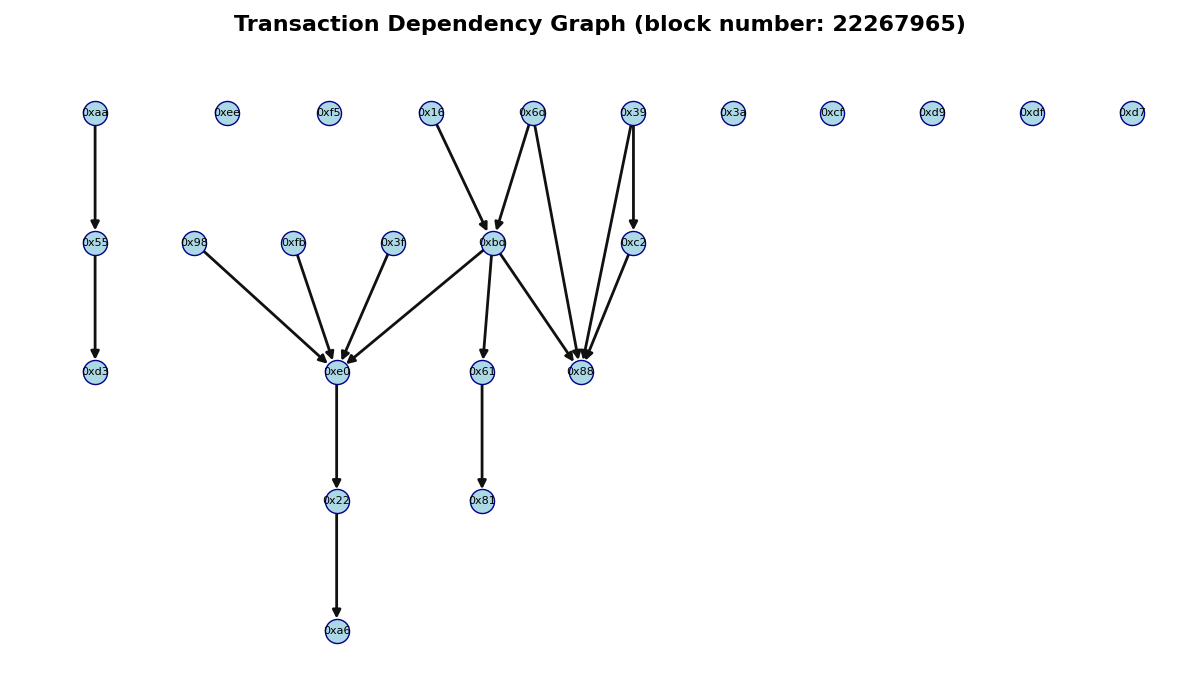 Transaction Dependency Graph (block number: 22267965)
0xaa 0xee 0xf5 0x16 0x6d 0x39 0x3a 0xcf 0xd9 0xdf 0xd7
0x55 0x98 0xfb 0x3f 0xbd 0xc2
0xd3 0xe0 0x61 0x88
0x22 0x81
0xa6